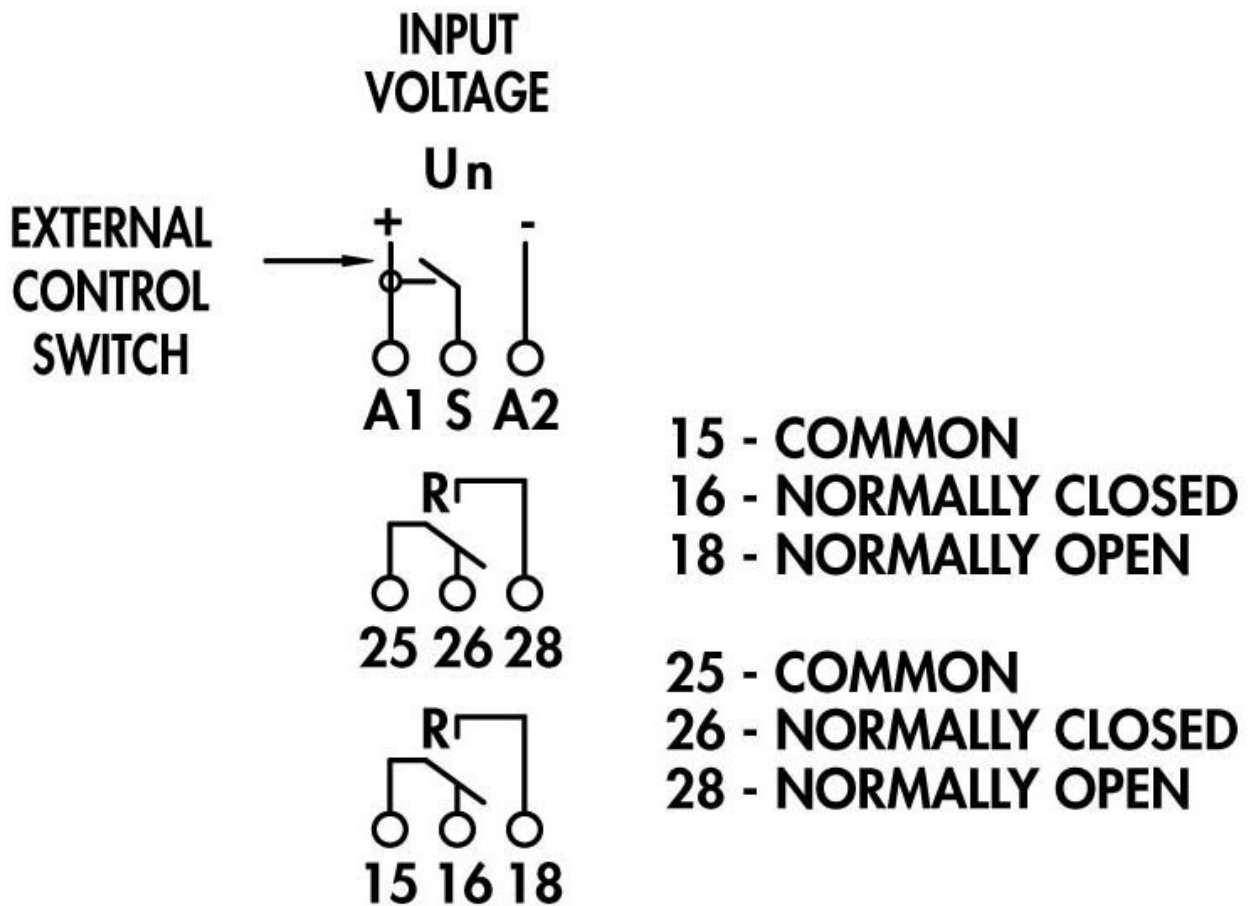 INPUT
VOLTAGE
Un
+ -
EXTERNAL
CONTROL
SWITCH
A1 S A2
R
25 26 28
R
15 16 18
15 - COMMON
16 - NORMALLY CLOSED
18 - NORMALLY OPEN
25 - COMMON
26 - NORMALLY CLOSED
28 - NORMALLY OPEN